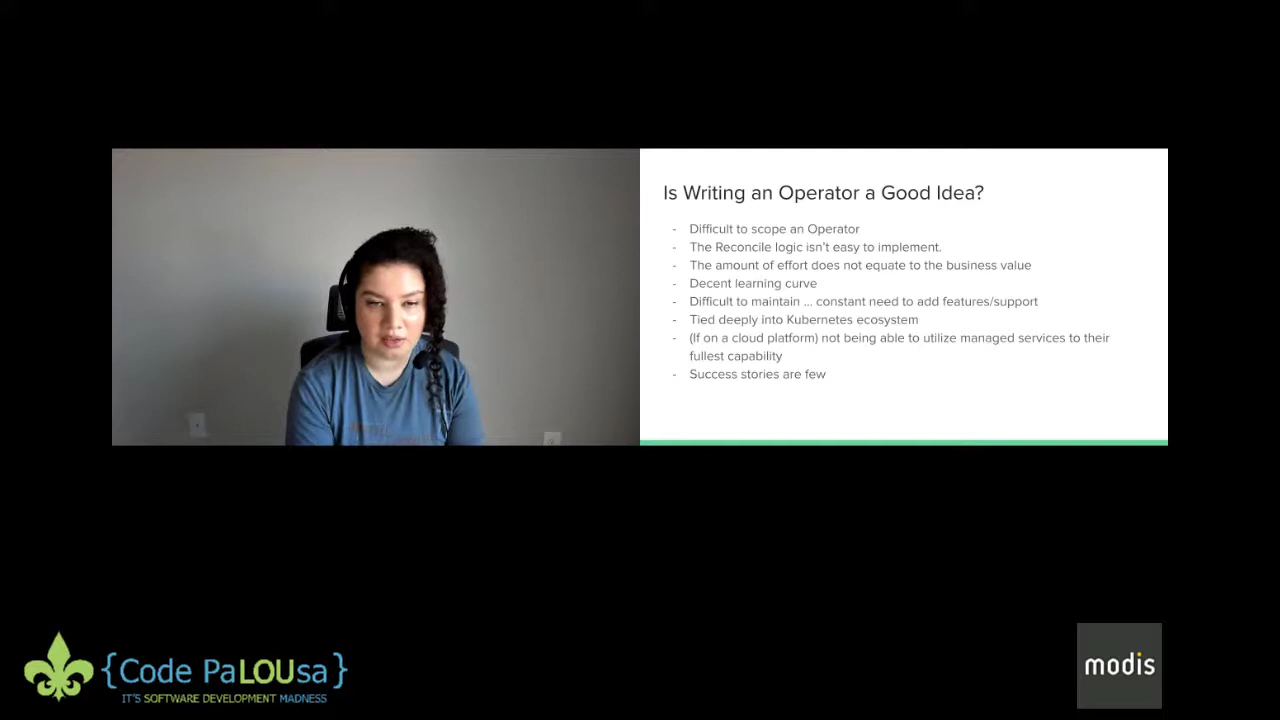 Is Writing an Operator a Good Idea?
- Difficult to scope an Operator
- The Reconcile logic isn't easy to implement.
- The amount of effort does not equate to the business value
- Decent learning curve
- Difficult to maintain ... constant need to add features/support
- Tied deeply into Kubernetes ecosystem
- (If on a cloud platform) not being able to utilize managed services to their
fullest capability
- Success stories are few
{Code PaLOUsa}
IT'S SOFTWARE DEVELOPMENT MADNESS
modis